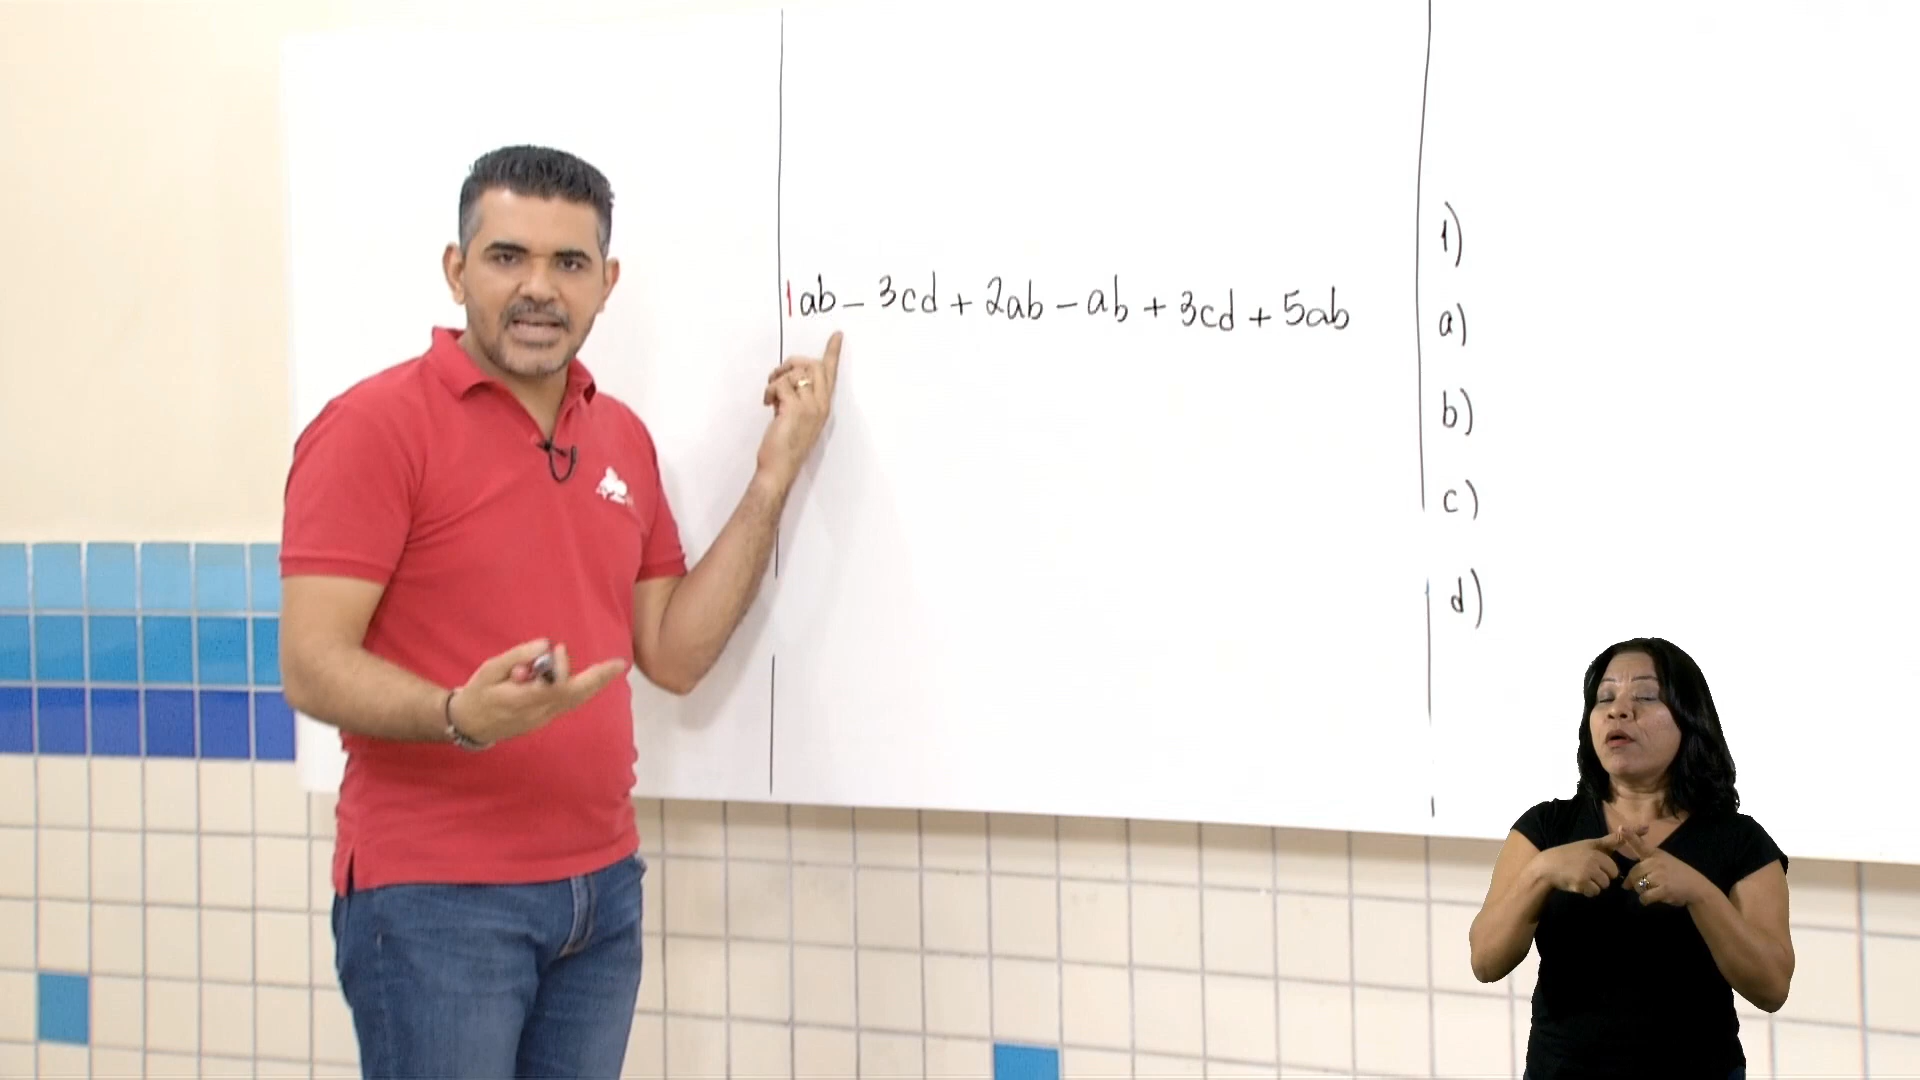 1ab - 3cd + 2ab - ab + 3cd + 5ab
1)
a)
b)
c)
d)